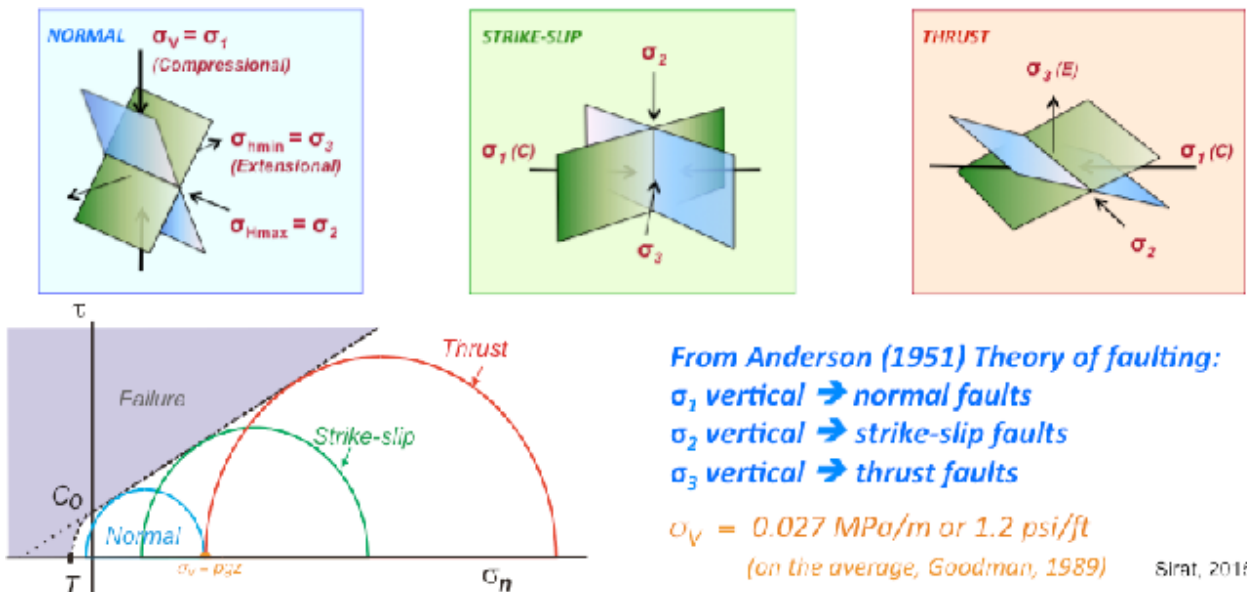 NORMAL
σV = σ1
(Compressional)
σhmin = σ3
(Extensional)
σHmax = σ2
STRIKE-SLIP
σ2
σ1 (C)
σ3
THRUST
σ3 (E)
σ1 (C)
σ2
τ
Failure
Thrust
Strike-slip
C0
Normal
T
σV = ρgz
σn
From Anderson (1951) Theory of faulting:
σ1 vertical ➔ normal faults
σ2 vertical ➔ strike-slip faults
σ3 vertical ➔ thrust faults
σV = 0.027 MPa/m or 1.2 psi/ft
(on the average, Goodman, 1989)
Sirat,